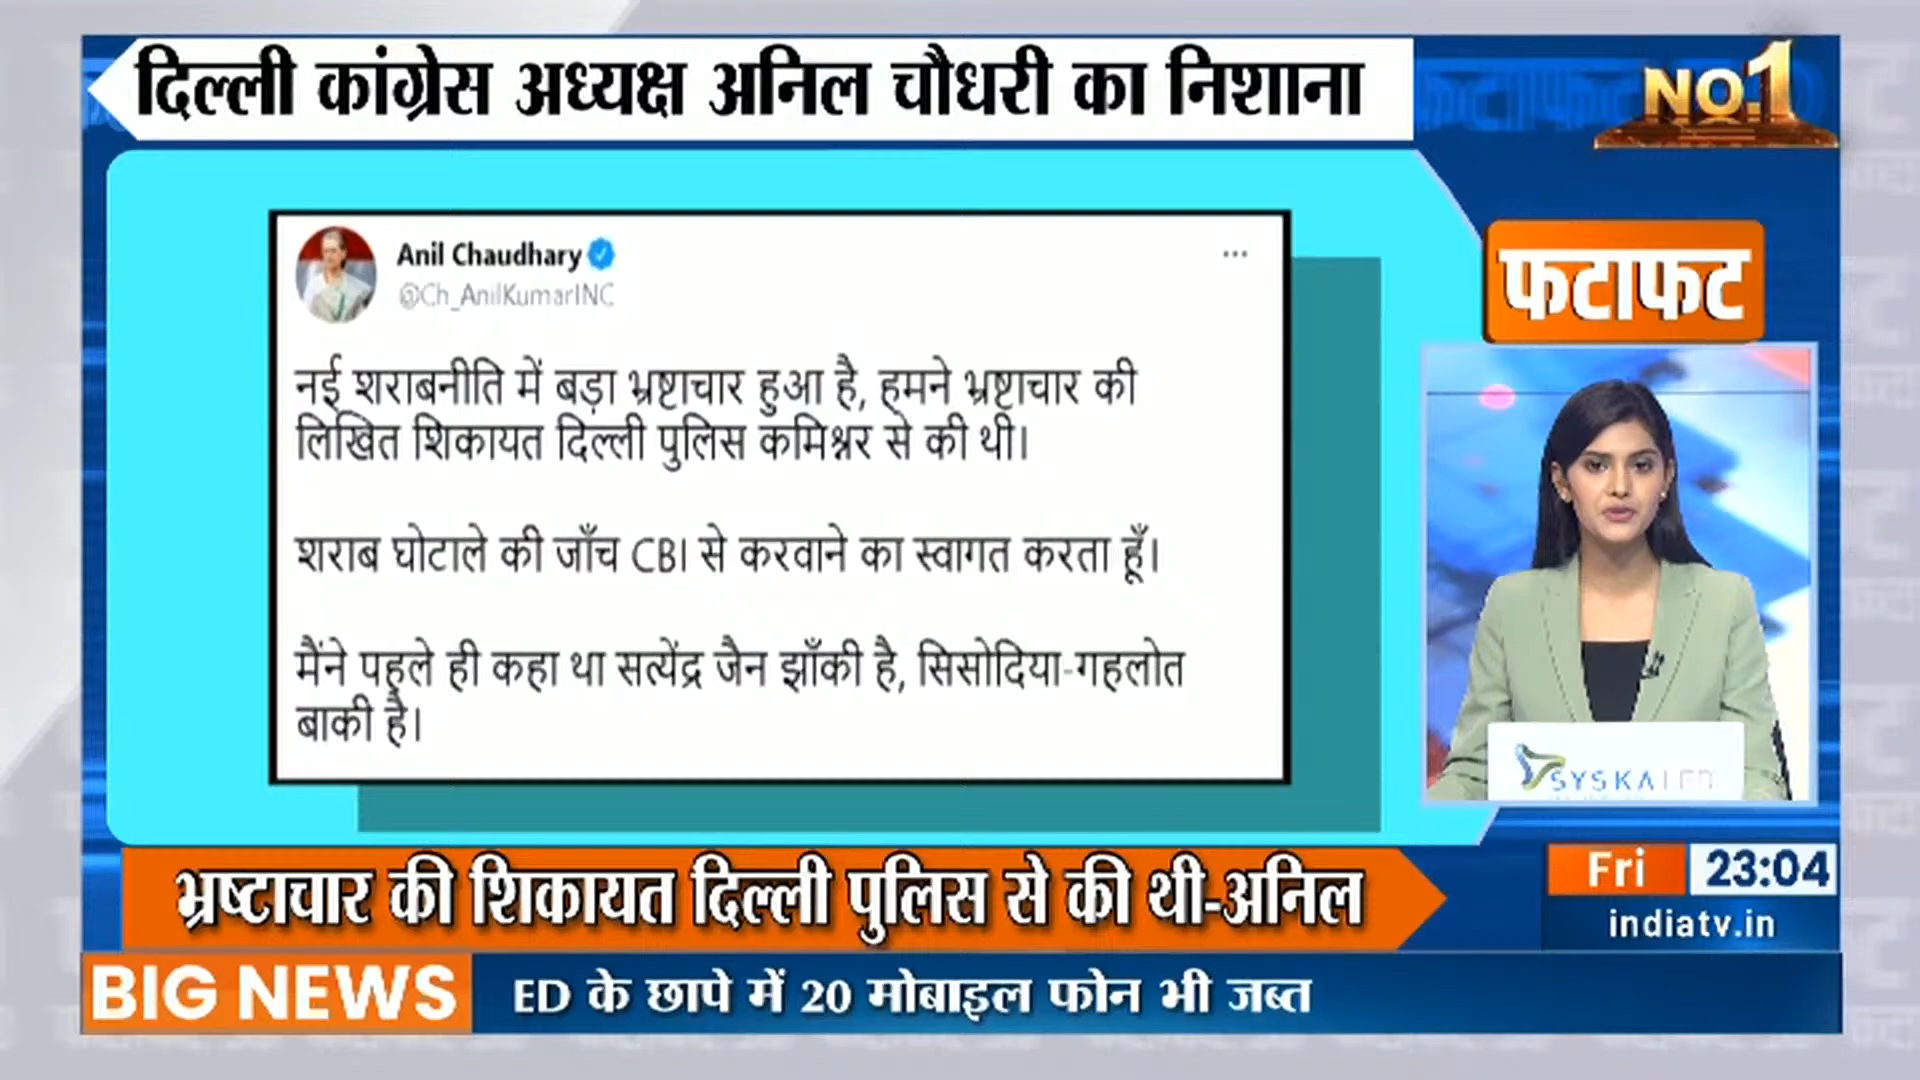 दिल्ली कांग्रेस अध्यक्ष अनिल चौधरी का निशाना
NO.1
फटाफट
Anil Chaudhary
@Ch_AnilKumarINC
नई शराबनीति में बड़ा भ्रष्टाचार हुआ है, हमने भ्रष्टाचार की
लिखित शिकायत दिल्ली पुलिस कमिश्नर से की थी।
शराब घोटाले की जाँच CBI से करवाने का स्वागत करता हूँ।
मैंने पहले ही कहा था सत्येंद्र जैन झाँकी है, सिसोदिया-गहलोत
बाकी है।
SYSKA LED
भ्रष्टाचार की शिकायत दिल्ली पुलिस से की थी-अनिल
Fri 23:04
indiatv.in
BIG NEWS ED के छापे में 20 मोबाइल फोन भी जब्त